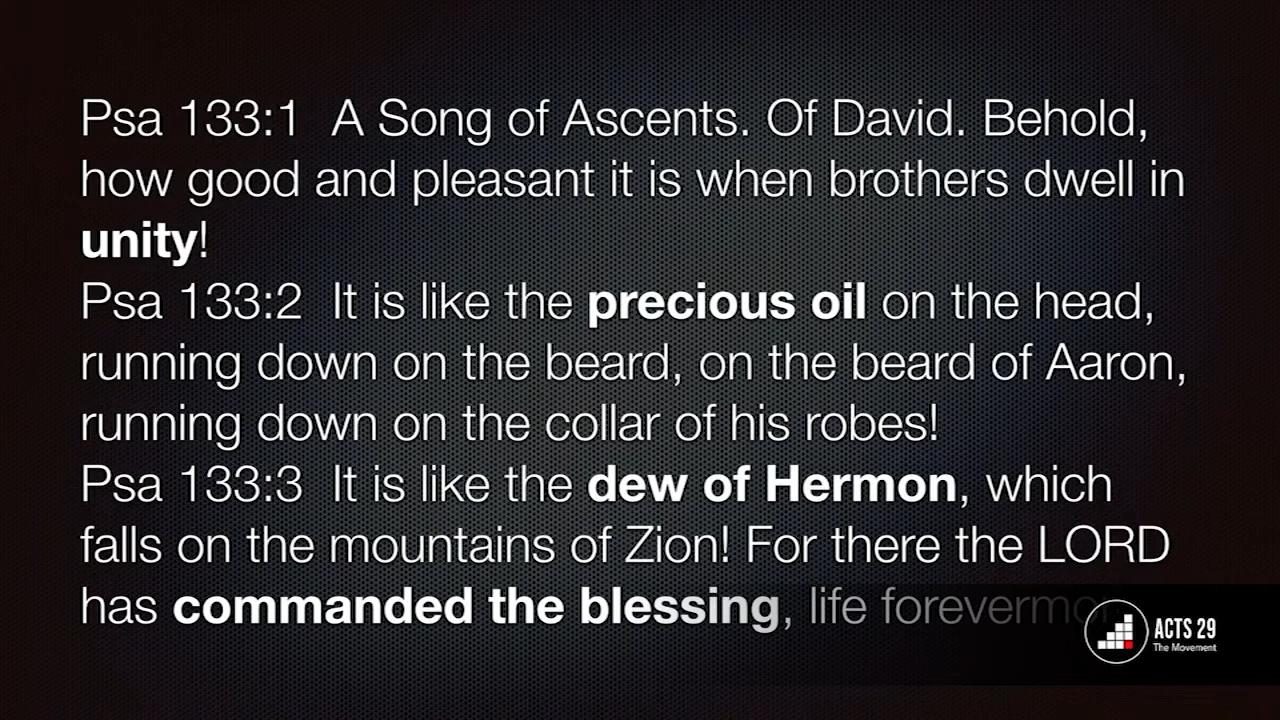 Psa 133:1 A Song of Ascents. Of David. Behold,
how good and pleasant it is when brothers dwell in
unity!
Psa 133:2 It is like the precious oil on the head,
running down on the beard, on the beard of Aaron,
running down on the collar of his robes!
Psa 133:3 It is like the dew of Hermon, which
falls on the mountains of Zion! For there the LORD
has commanded the blessing, life
ACTS 29
The Movement